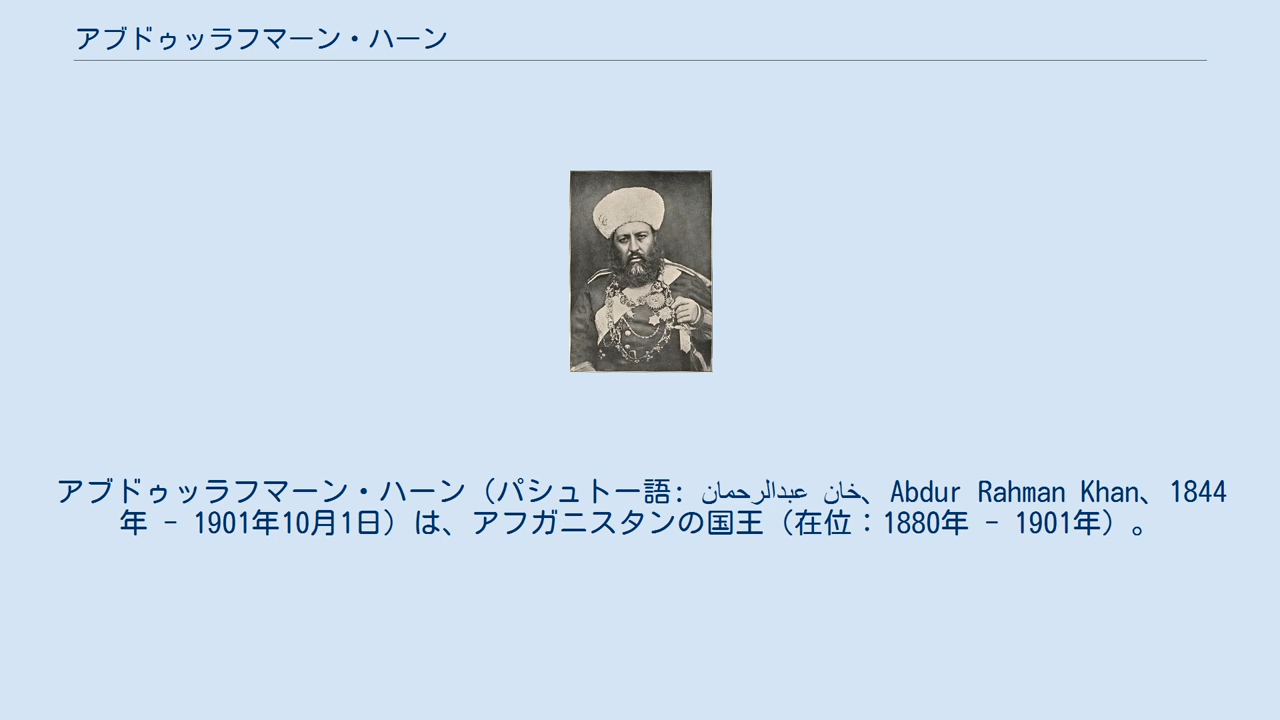 アブドゥッラフマーン・ハーン
アブドゥッラフマーン・ハーン（パシュトー語: عبدالرحمان خان、Abdur Rahman Khan、1844
年 - 1901年10月1日）は、アフガニスタンの国王（在位：1880年 - 1901年）。